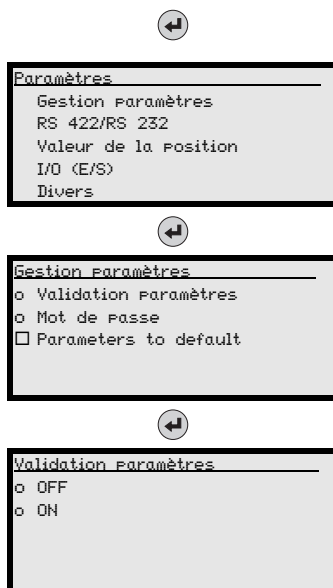 Paramètres
Gestion paramètres
RS 422/RS 232
Valeur de la position
I/O (E/S)
Divers
Gestion paramètres
o Validation paramètres
o Mot de passe
☐ Parameters to default
Validation paramètres
o OFF
o ON